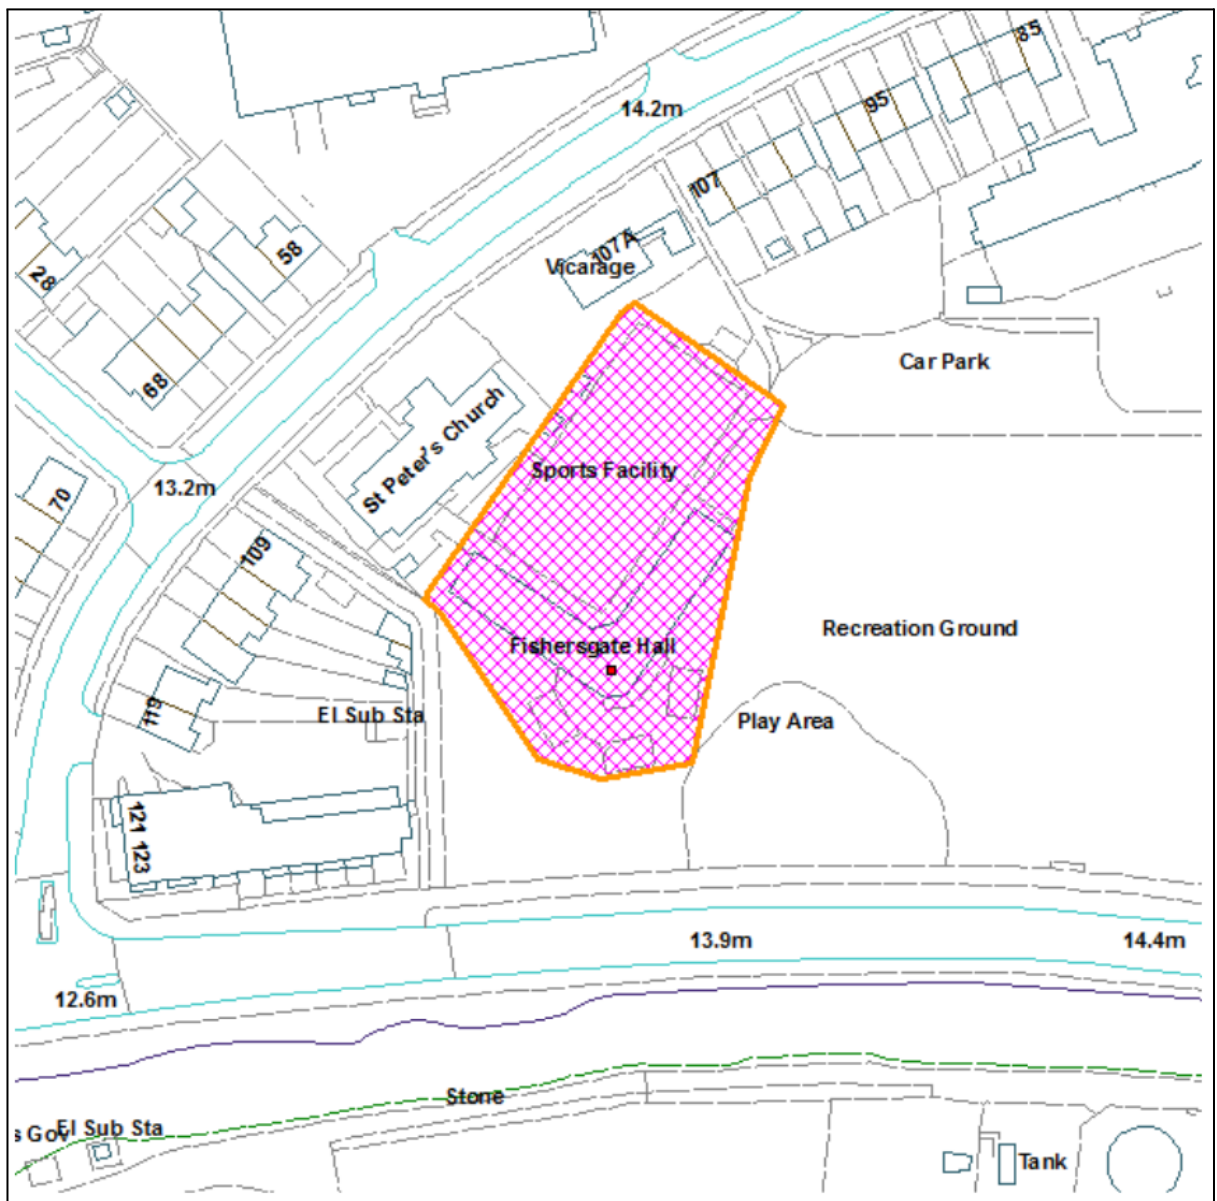 85
14.2m
95
107
107A
Vicarage
58
28
Car Park
68
St Peter's Church
Sports Facility
70
13.2m
109
Recreation Ground
Fishersgate Hall
119
El Sub Sta
Play Area
121 123
13.9m
14.4m
12.6m
Stone
s Gov
El Sub Sta
Tank